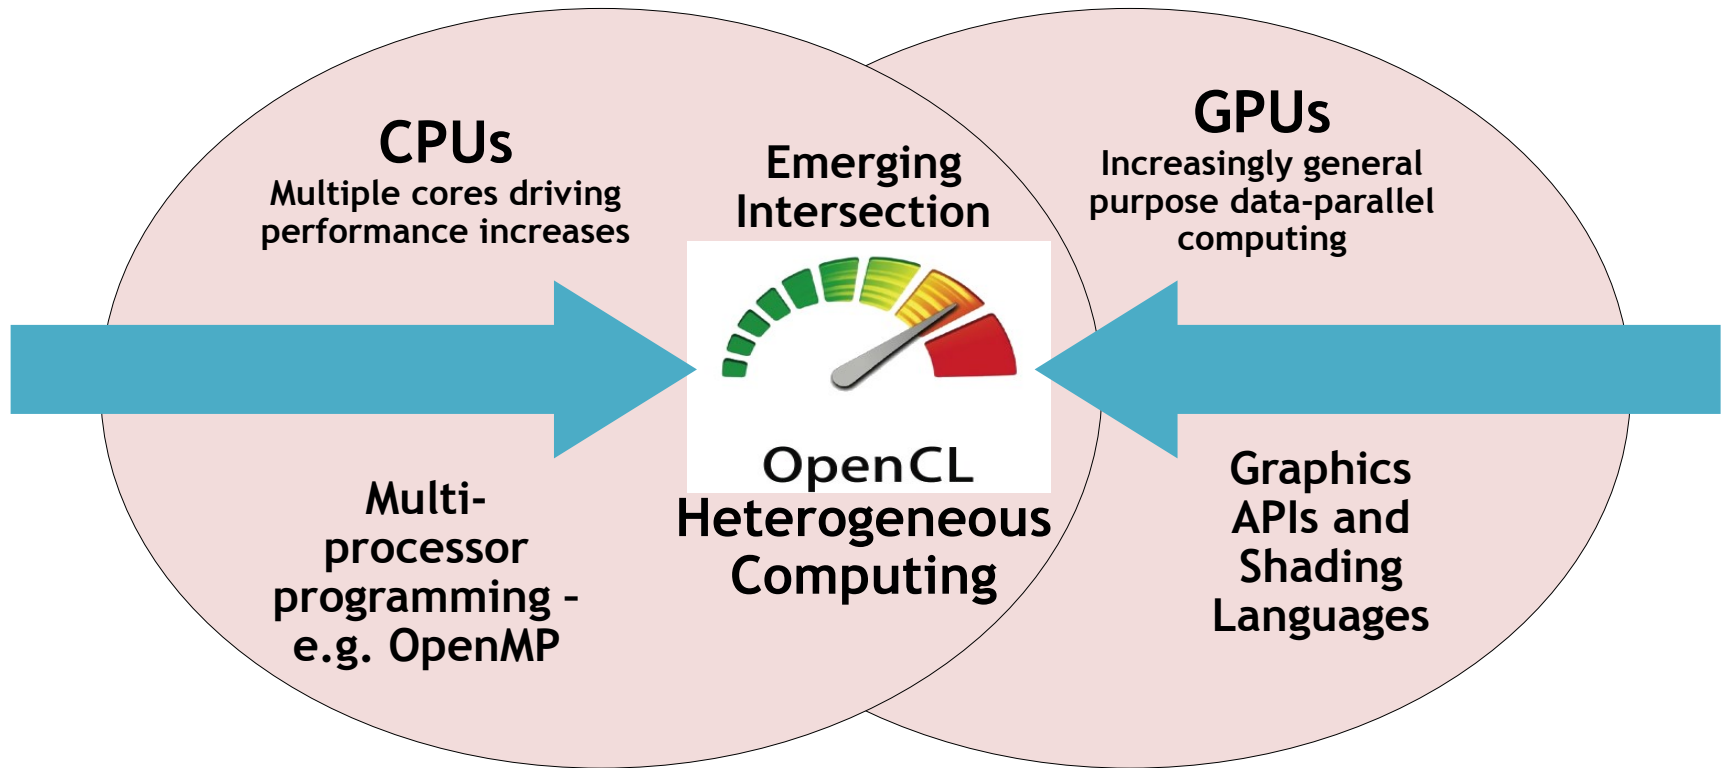 CPUs
Multiple cores driving
performance increases
Multi-
processor
programming –
e.g. OpenMP
Emerging
Intersection
OpenCL
Heterogeneous
Computing
GPUs
Increasingly general
purpose data-parallel
computing
Graphics
APIs and
Shading
Languages